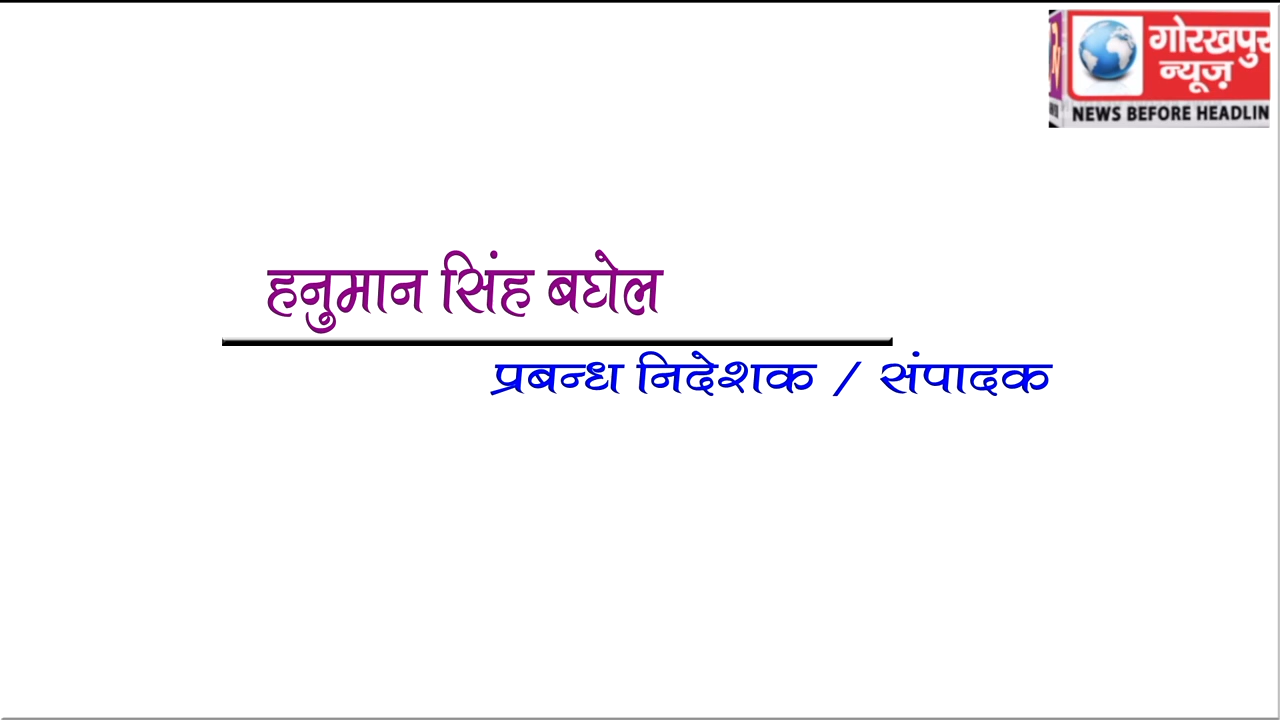 गोरखपुर
न्यूज़
NEWS BEFORE HEADLIN
हनुमान सिंह बघेल
प्रबन्ध निदेशक / संपादक